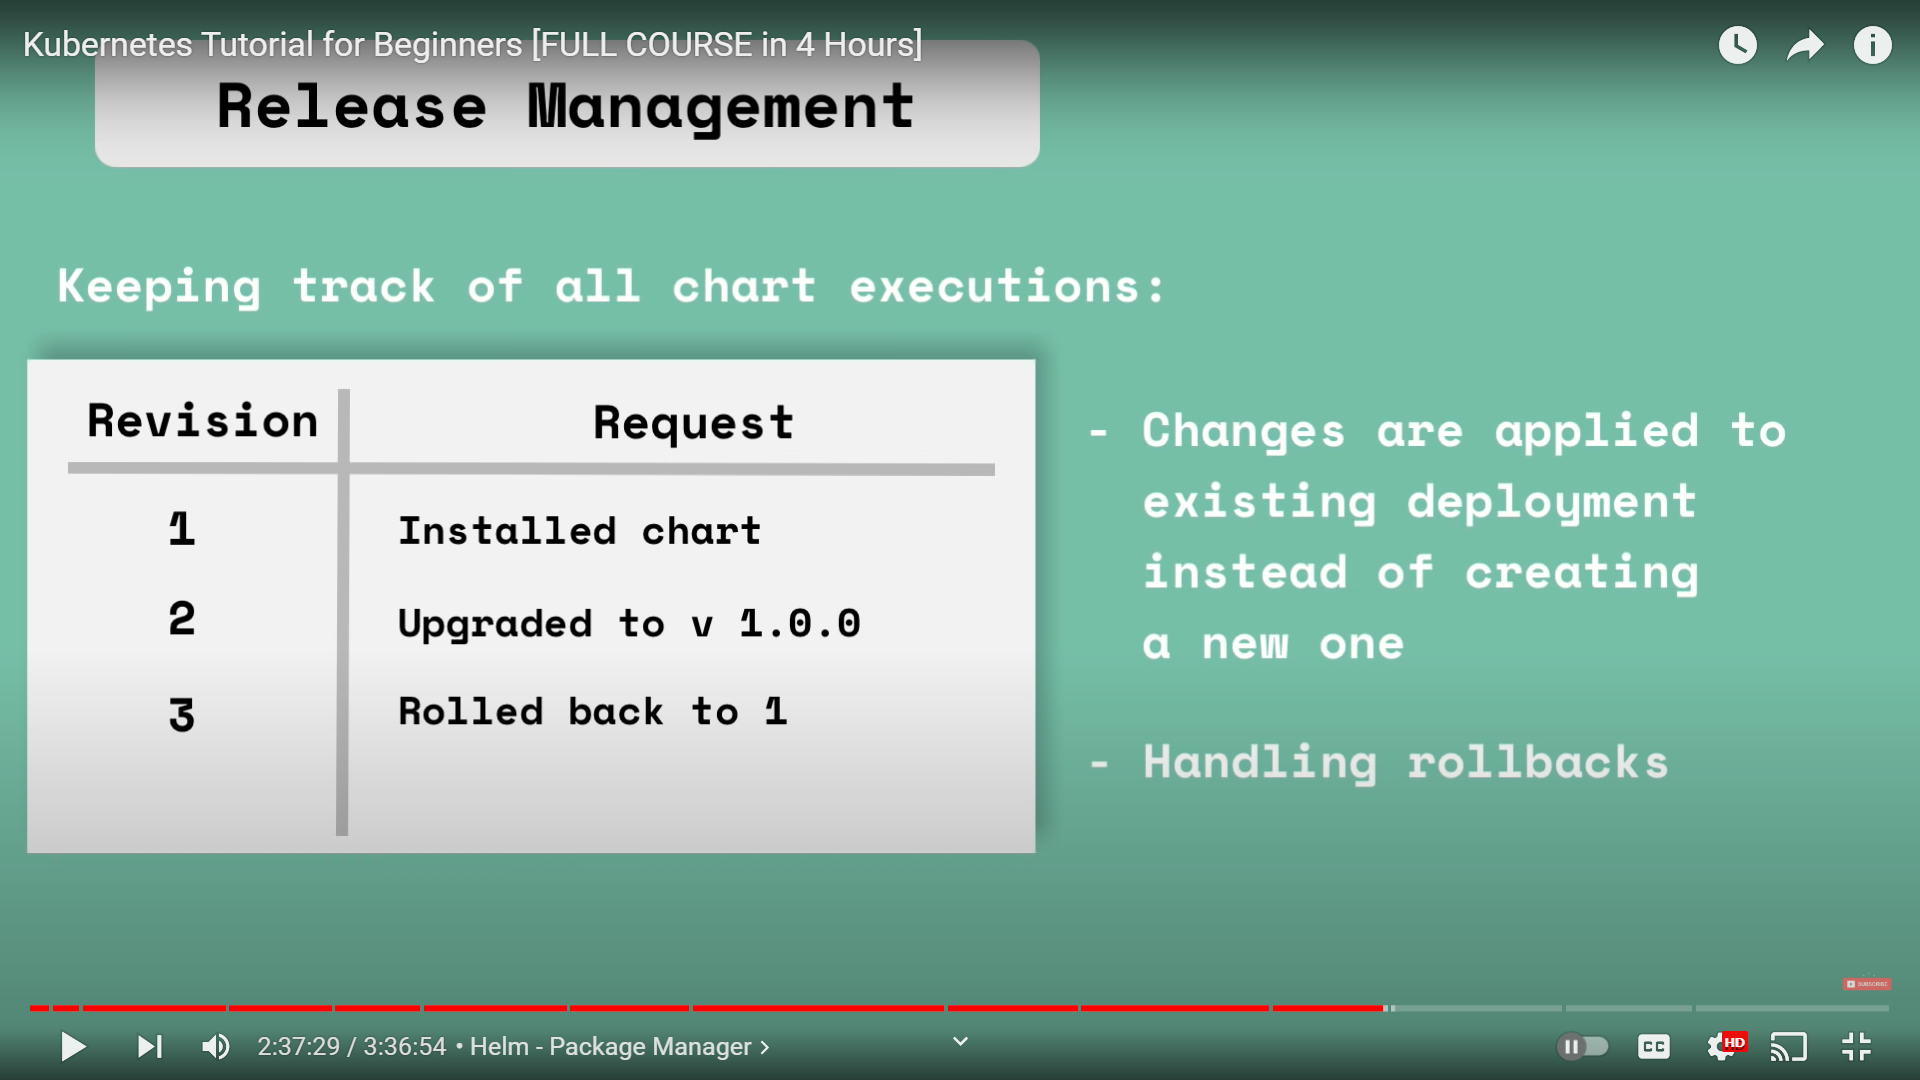 Kubernetes Tutorial for Beginners [FULL COURSE in 4 Hours]
Release Management
Keeping track of all chart executions:
Revision Request
1 Installed chart
2 Upgraded to v 1.0.0
3 Rolled back to 1
- Changes are applied to
existing deployment
instead of creating
a new one
- Handling rollbacks
SUBSCRIBE
2:37:29 / 3:36:54 • Helm - Package Manager
CC
HD